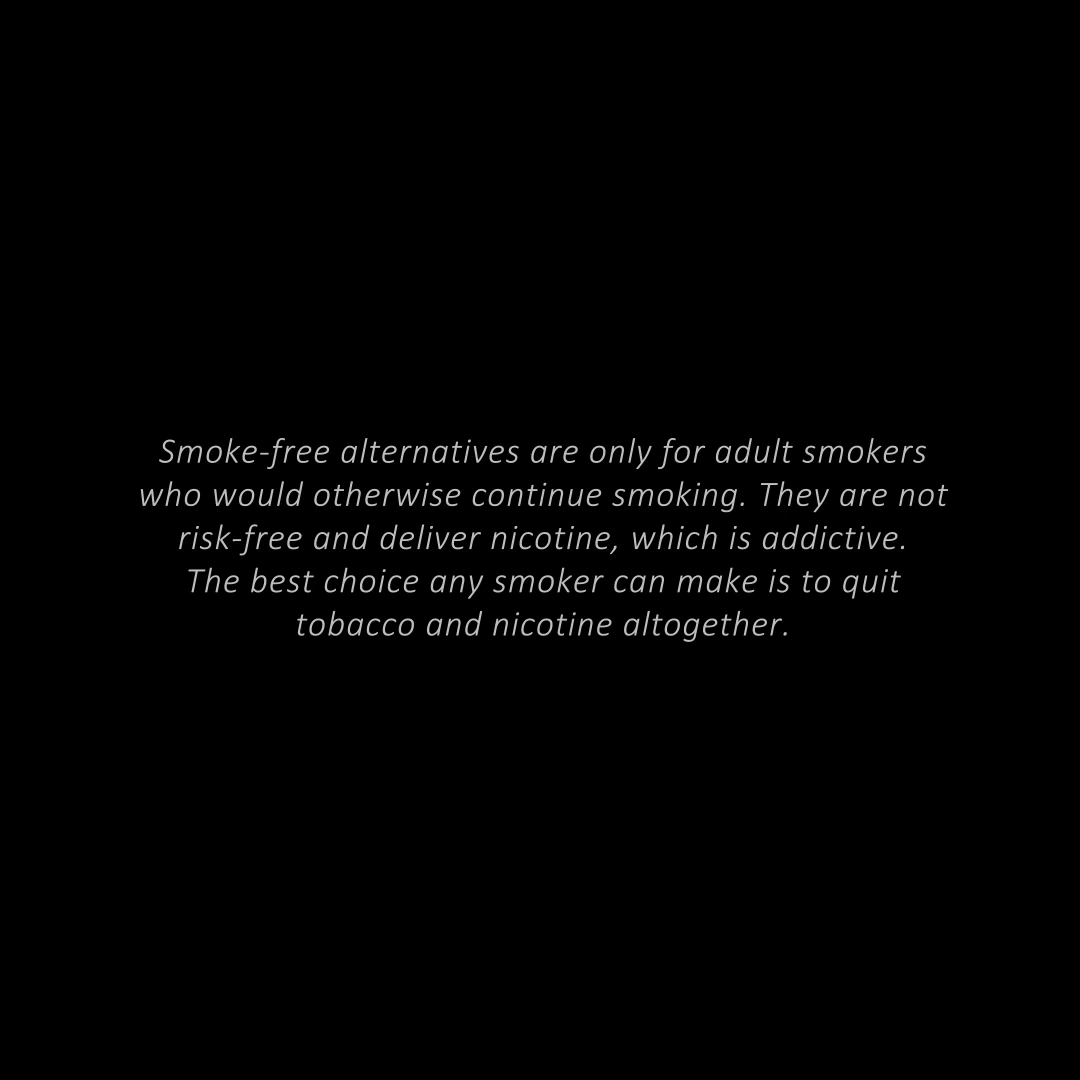 Smoke-free alternatives are only for adult smokers
who would otherwise continue smoking. They are not
risk-free and deliver nicotine, which is addictive.
The best choice any smoker can make is to quit
tobacco and nicotine altogether.